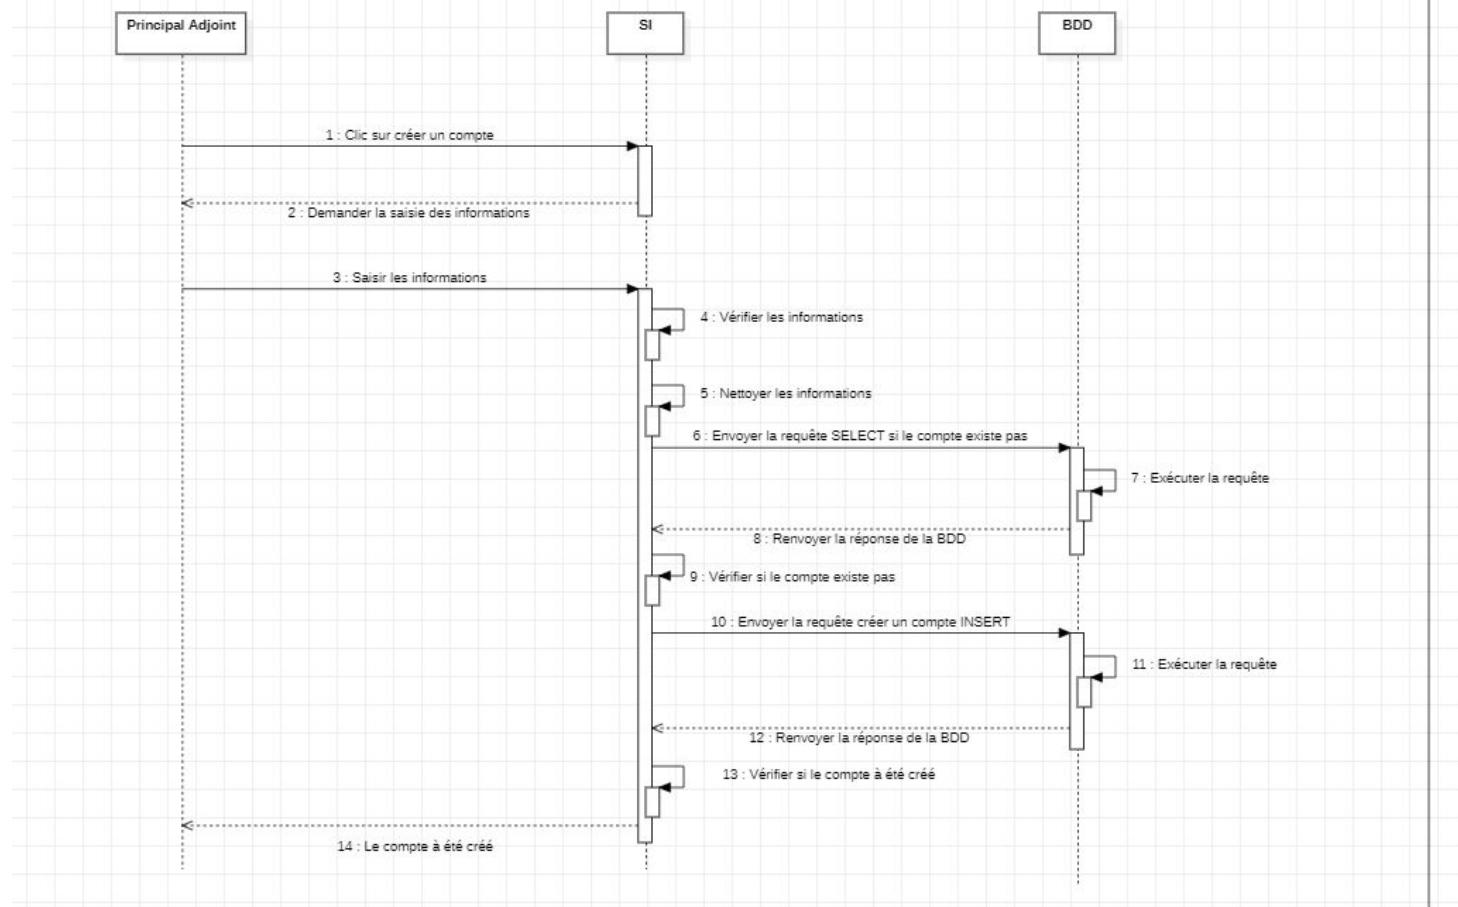 Principal Adjoint
SI
BDD
1 : Clic sur créer un compte
2 : Demander la saisie des informations
3 : Saisir les informations
4 : Vérifier les informations
5 : Nettoyer les informations
6 : Envoyer la requête SELECT si le compte existe pas
7 : Exécuter la requête
8 : Renvoyer la réponse de la BDD
9 : Vérifier si le compte existe pas
10 : Envoyer la requête créer un compte INSERT
11 : Exécuter la requête
12 : Renvoyer la réponse de la BDD
13 : Vérifier si le compte à été créé
14 : Le compte à été créé